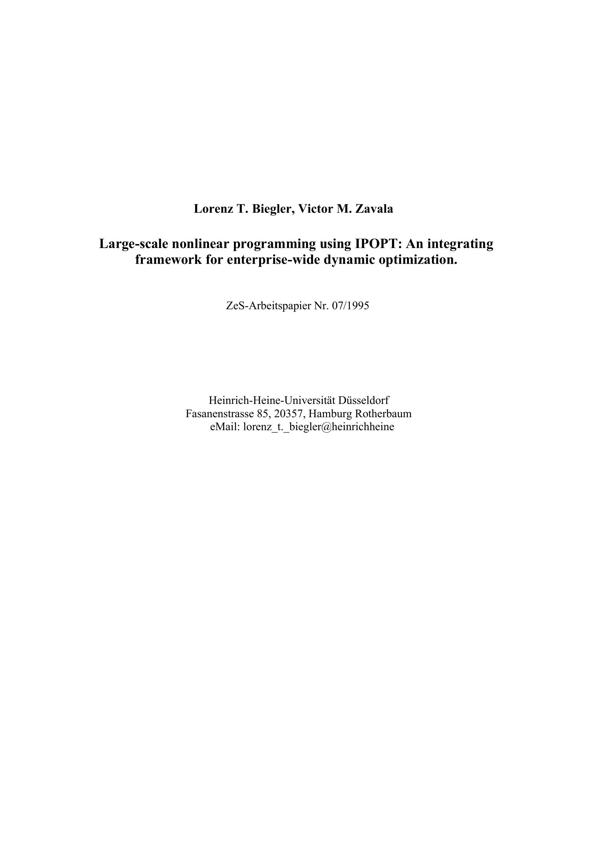 Lorenz T. Biegler, Victor M. Zavala
Large-scale nonlinear programming using IPOPT: An integrating
framework for enterprise-wide dynamic optimization.
ZeS-Arbeitspapier Nr. 07/1995
Heinrich-Heine-Universität Düsseldorf
Fasanenstrasse 85, 20357, Hamburg Rotherbaum
eMail: lorenz_t._biegler@heinrichheine